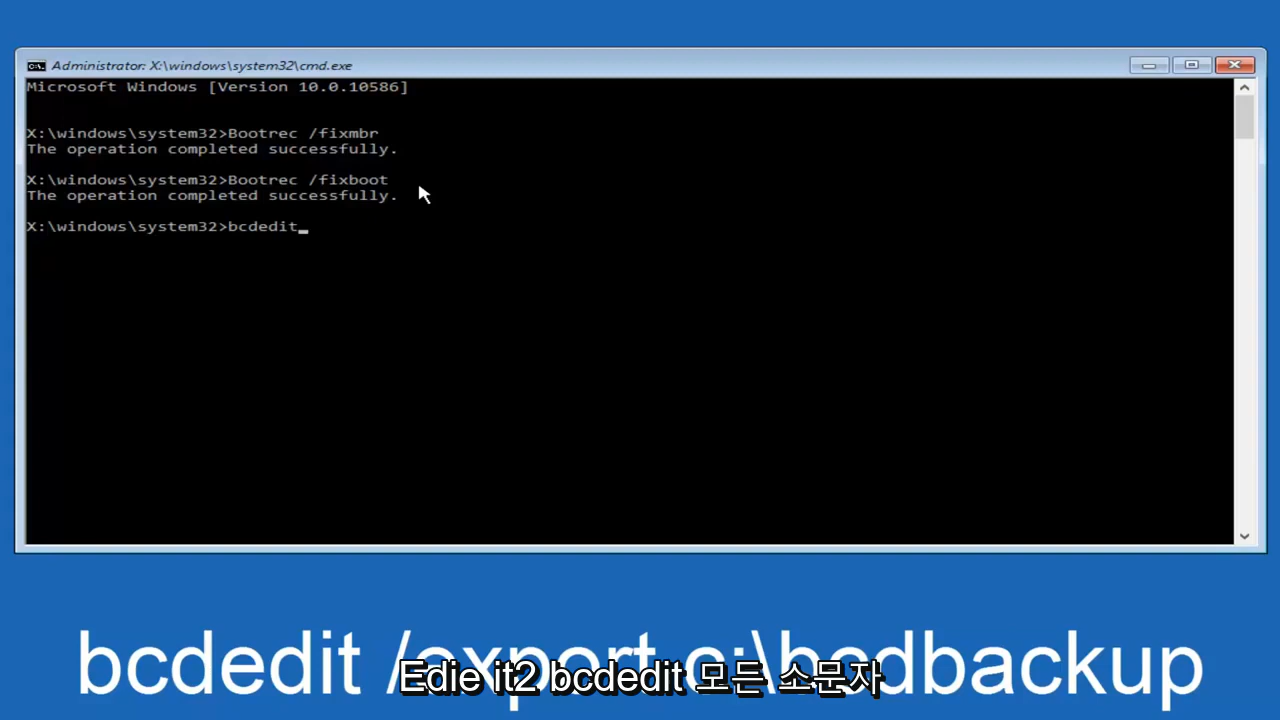 Administrator: X:\windows\system32\cmd.exe
Microsoft Windows [Version 10.0.10586]
X:\windows\system32>Bootrec /fixmbr
The operation completed successfully.
X:\windows\system32>Bootrec /fixboot
The operation completed successfully.
X:\windows\system32>bcdedit_
bcdedit /export c:\bcdbackup
Edie it2 bcdedit 모든 소문자